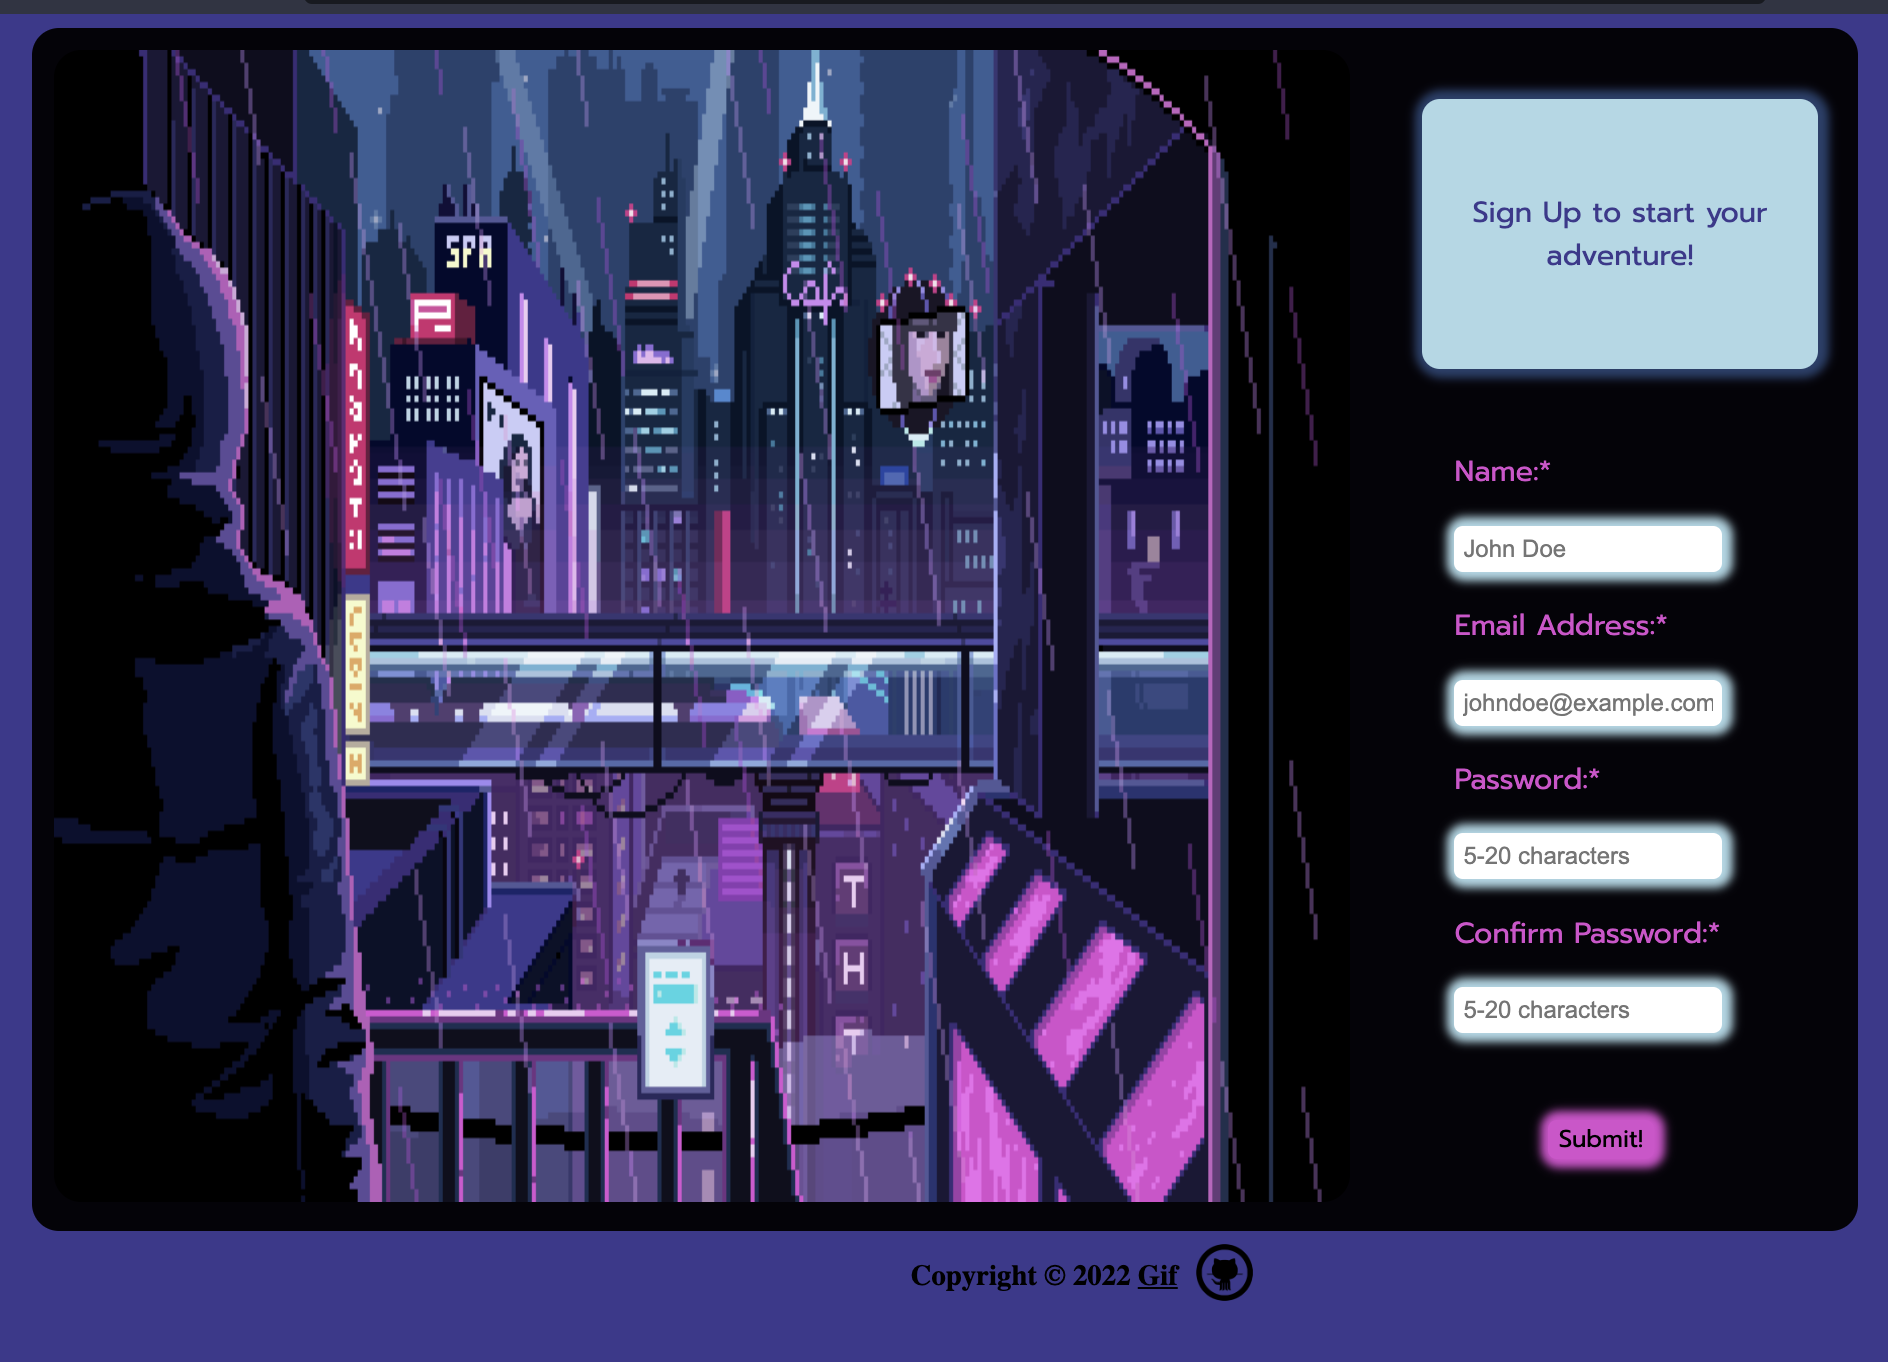 SPA
T
H
T
H
Sign Up to start your
adventure!
Name:*
John Doe
Email Address:*
johndoe@example.com
Password:*
5-20 characters
Confirm Password:*
5-20 characters
Submit!
Copyright © 2022 Gif